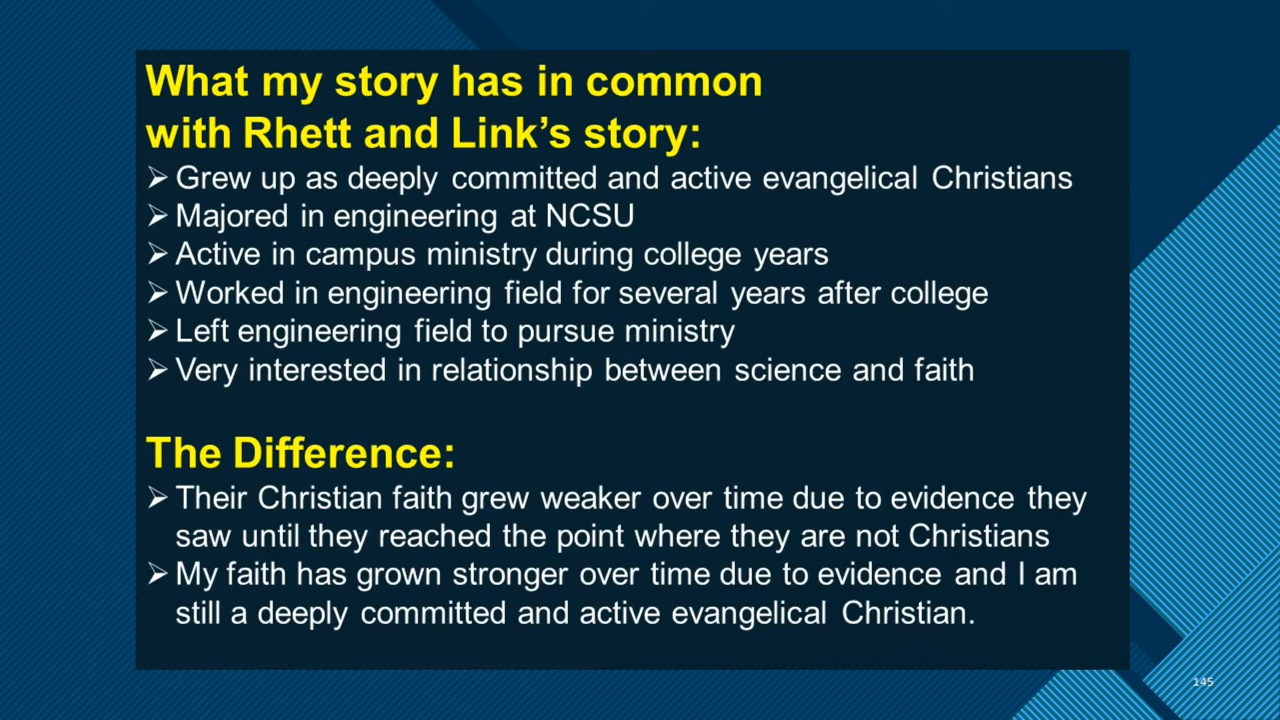 What my story has in common
with Rhett and Link’s story:
➢ Grew up as deeply committed and active evangelical Christians
➢ Majored in engineering at NCSU
➢ Active in campus ministry during college years
➢ Worked in engineering field for several years after college
➢ Left engineering field to pursue ministry
➢ Very interested in relationship between science and faith
The Difference:
➢ Their Christian faith grew weaker over time due to evidence they
saw until they reached the point where they are not Christians
➢ My faith has grown stronger over time due to evidence and I am
still a deeply committed and active evangelical Christian.
145